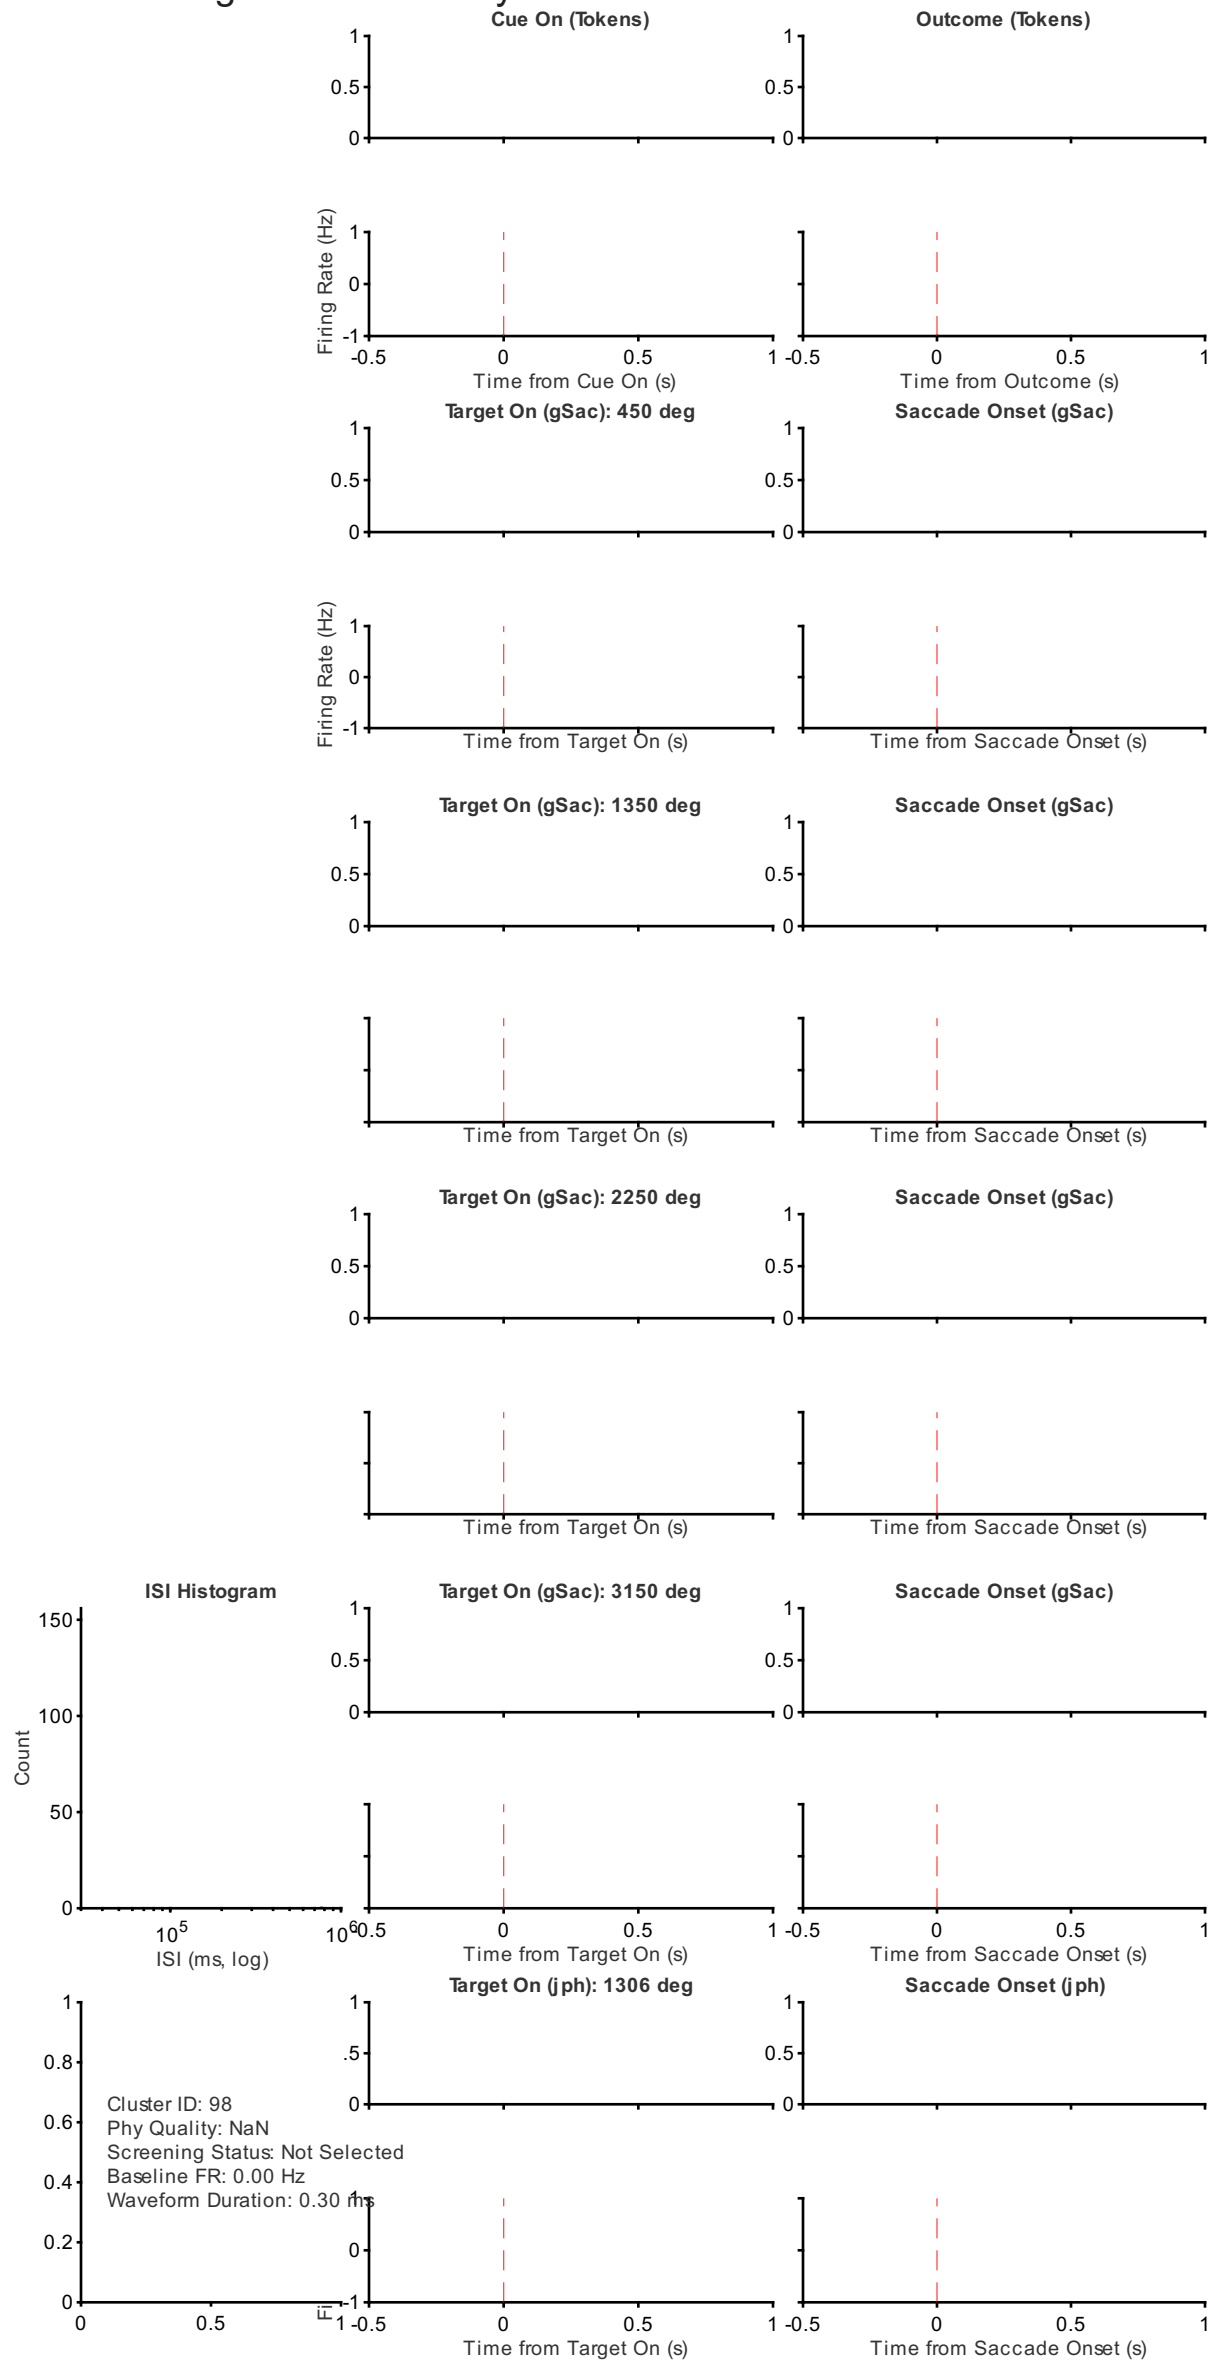 Cue On (Tokens)
Outcome (Tokens)
1
0.5
0
1
0.5
0
Firing Rate (Hz)
1
0
-1
-0.5
0
0.5
1
-0.5
0
0.5
1
Time from Cue On (s)
Time from Outcome (s)
Target On (gSac): 450 deg
Saccade Onset (gSac)
1
0.5
0
1
0.5
0
Firing Rate (Hz)
1
0
-1
Time from Target On (s)
Time from Saccade Onset (s)
Target On (gSac): 1350 deg
Saccade Onset (gSac)
1
0.5
0
1
0.5
0
Time from Target On (s)
Time from Saccade Onset (s)
Target On (gSac): 2250 deg
Saccade Onset (gSac)
1
0.5
0
1
0.5
0
Time from Target On (s)
Time from Saccade Onset (s)
ISI Histogram
Count
150
100
50
0
10^5
10^6
ISI (ms, log)
Target On (gSac): 3150 deg
Saccade Onset (gSac)
1
0.5
0
1
0.5
0
0.5
0
0.5
1
-0.5
0
0.5
1
Time from Target On (s)
Time from Saccade Onset (s)
1
0.8
0.6
0.4
0.2
0
0
0.5
1
Cluster ID: 98
Phy Quality: NaN
Screening Status: Not Selected
Baseline FR: 0.00 Hz
Waveform Duration: 0.30 ms
Target On (jph): 1306 deg
Saccade Onset (jph)
1
.5
0
1
0.5
0
Fi
1
0
-1
-0.5
0
0.5
1
-0.5
0
0.5
1
Time from Target On (s)
Time from Saccade Onset (s)